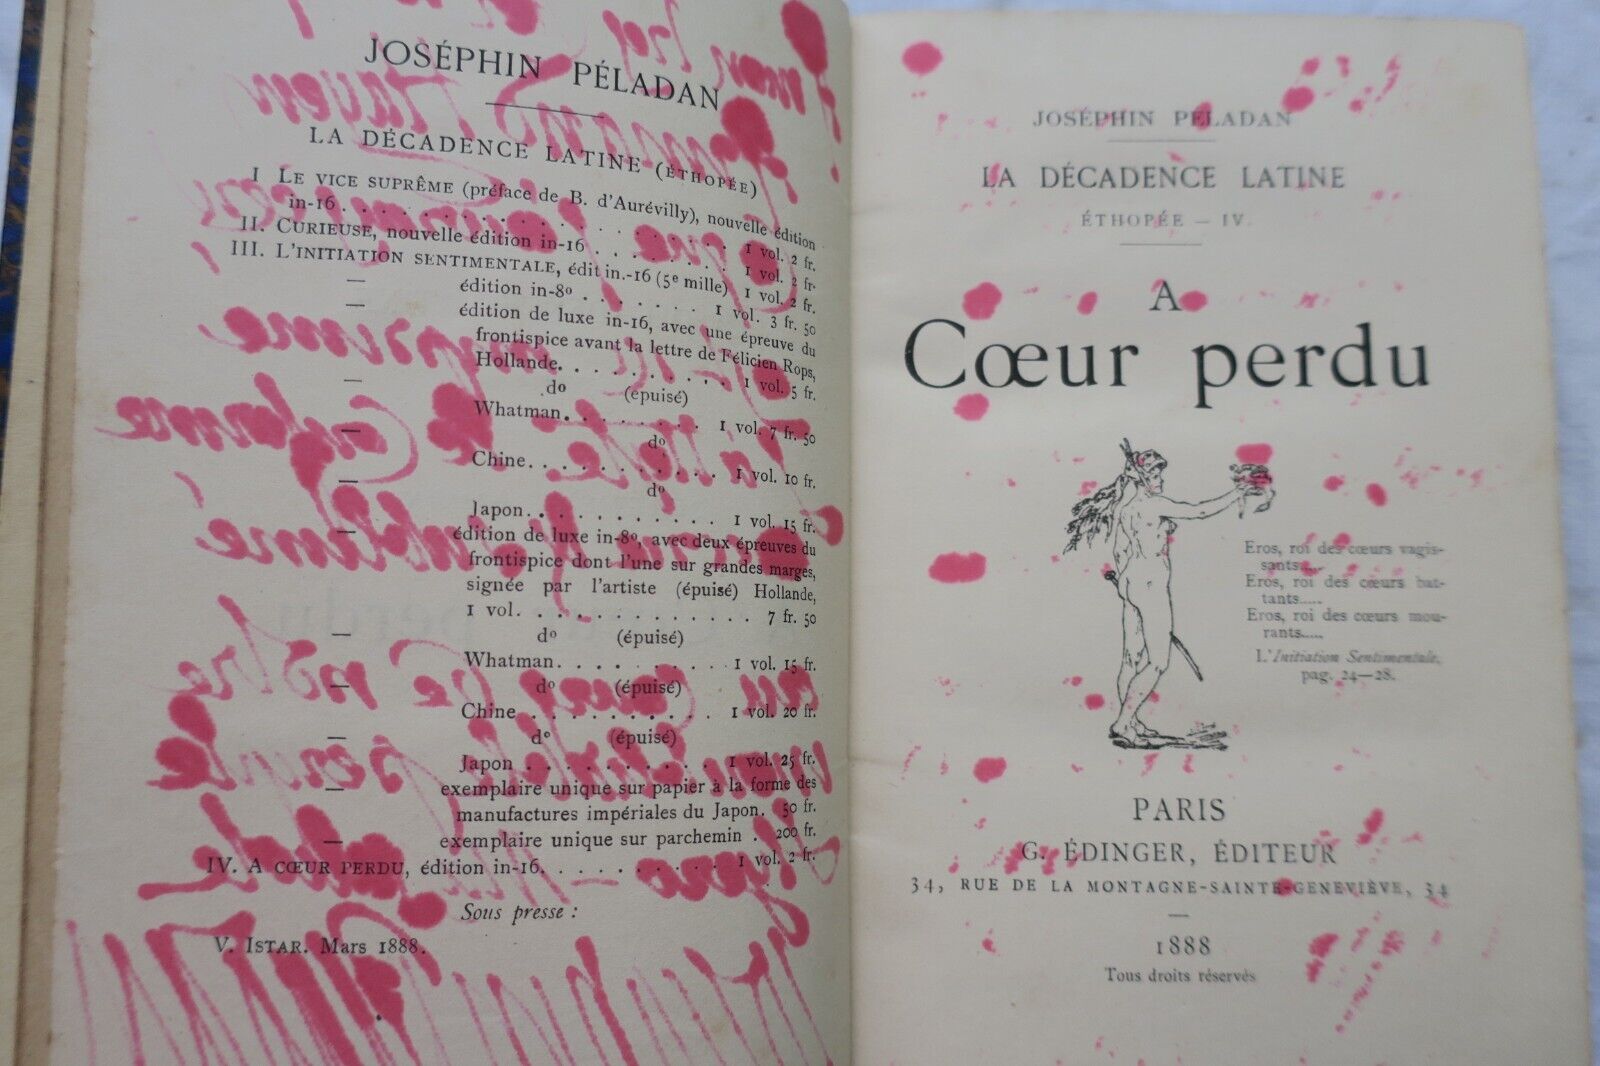 JOSÉPHIN PÉLADAN
LA DÉCADENCE LATINE (ÉTHOPÉE)
I LE VICE SUPRÊME (préface de B. d'Aurévilly), nouvelle édition
in-16 . . . . . . . . . . . . . . . . 1 vol. 2 fr.
II. CURIEUSE, nouvelle édition in-16 . . . . . . . 1 vol. 2 fr.
III. L'INITIATION SENTIMENTALE, édit in.-16 (5e mille) 1 vol. 2 fr.
— édition in-8o . . . . . . 1 vol. 3 fr. 50
— édition de luxe in-16, avec une épreuve du
frontispice avant la lettre de Félicien Rops,
Hollande. . . . . . . . . . 1 vol. 5 fr.
— do (épuisé)
Whatman. . . . . . . . 1 vol. 7 fr. 50
— do
Chine. . . . . . . . . . . 1 vol. 10 fr.
— do
Japon. . . . . . . . . . . 1 vol. 15 fr.
— édition de luxe in-8o, avec deux épreuves du
frontispice dont l'une sur grandes marges,
signée par l'artiste (épuisé) Hollande,
1 vol. . . . . . . . . . . . . 7 fr. 50
— do (épuisé)
Whatman. . . . . . . . . 1 vol. 15 fr.
— do (épuisé)
Chine . . . . . . . . . . 1 vol. 20 fr.
— do (épuisé)
Japon . . . . . . . . . . 1 vol. 25 fr.
— exemplaire unique sur papier à la forme des
manufactures impériales du Japon. 50 fr.
— exemplaire unique sur parchemin . 200 fr.
IV. A CŒUR PERDU, édition in-16. . . . . . . . . 1 vol. 2 fr.
Sous presse :
V. ISTAR. Mars 1888.
JOSÉPHIN PÉLADAN
LA DÉCADENCE LATINE
ÉTHOPÉE — IV.
A
Cœur perdu
Eros, roi des cœurs vagis-
sants.....
Eros, roi des cœurs bat-
tants.....
Eros, roi des cœurs mou-
rants.....
L'Initiation Sentimentale,
pag. 24—28.
PARIS
G. ÉDINGER, ÉDITEUR
34, RUE DE LA MONTAGNE-SAINTE-GENEVIÈVE, 34
1888
Tous droits réservés